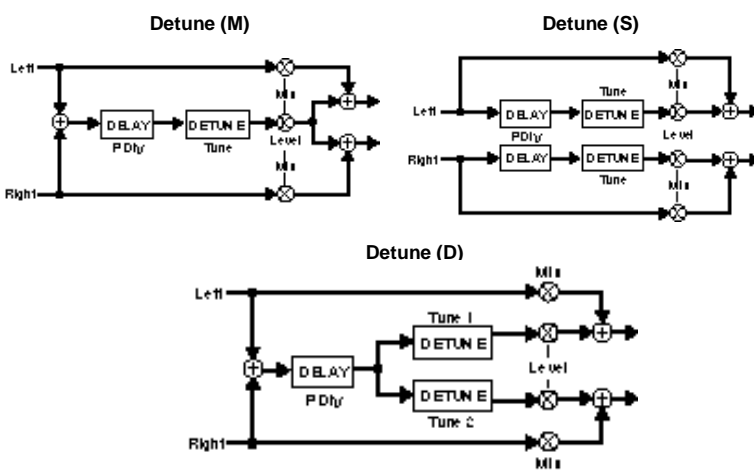 Detune (M)
Left
Mix
DELAY
DETUNE
PDly
Tune
Level
Mix
Right
Detune (S)
Tune
Mix
Left
DELAY
DETUNE
PDly
Level
Right
DELAY
DETUNE
Tune
Mix
Detune (D)
Mix
Left
Tune 1
DETUNE
DELAY
Level
PDly
DETUNE
Tune 2
Right
Mix